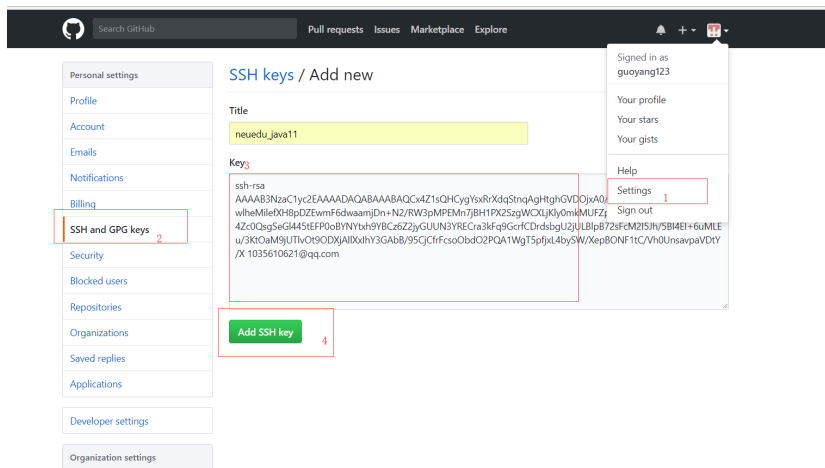 Search GitHub
Pull requests Issues Marketplace Explore
Signed in as
guoyang123
Your profile
Your stars
Your gists
Help
Settings
1
Sign out
Personal settings
Profile
Account
Emails
Notifications
Billing
SSH and GPG keys
2
Security
Blocked users
Repositories
Organizations
Saved replies
Applications
Developer settings
Organization settings
SSH keys / Add new
Title
neuedu_java11
Key
3
ssh-rsa
/X 1035610621@qq.com
Add SSH key
4